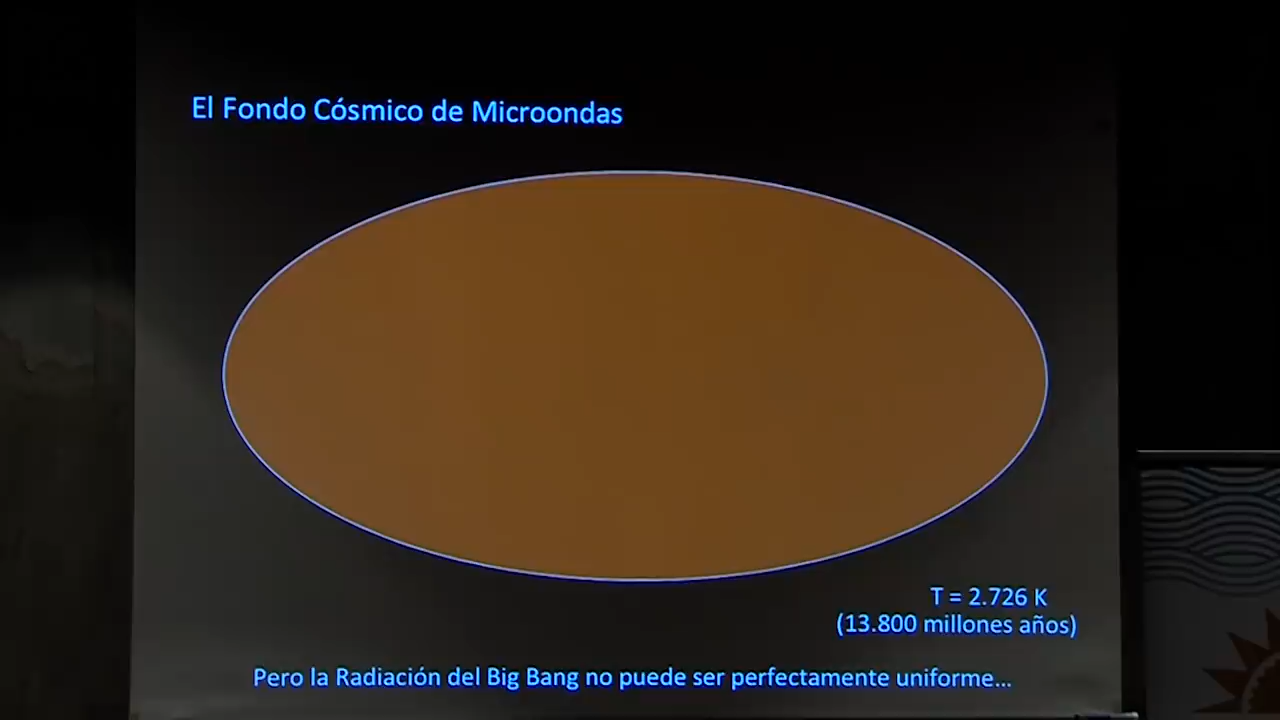 El Fondo Cósmico de Microondas
T = 2.726 K
(13.800 millones años)
Pero la Radiación del Big Bang no puede ser perfectamente uniforme...